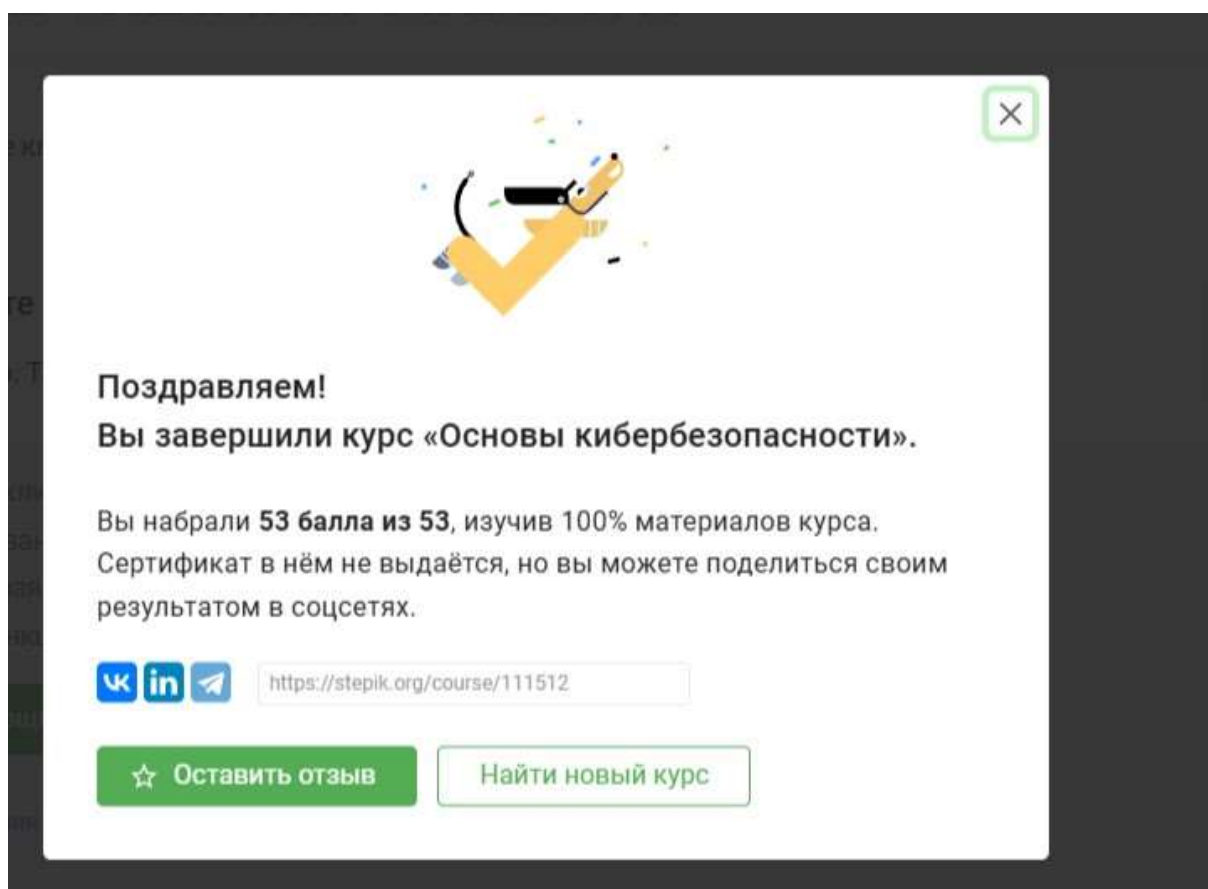 Поздравляем!
Вы завершили курс «Основы кибербезопасности».
Вы набрали 53 балла из 53, изучив 100% материалов курса.
Сертификат в нём не выдаётся, но вы можете поделиться своим
результатом в соцсетях.
in
https://stepik.org/course/111512
Оставить отзыв
Найти новый курс